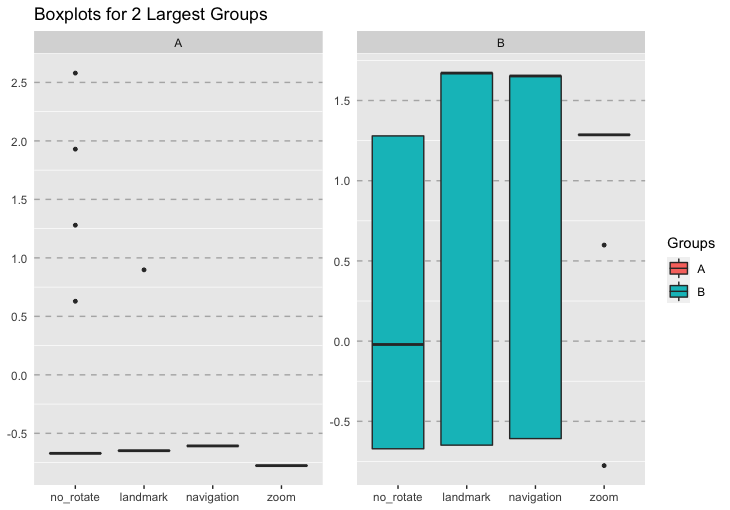 Boxplots for 2 Largest Groups
A
B
2.5
2.0
1.5
1.0
0.5
0.0
-0.5
1.5
1.0
0.5
0.0
-0.5
no_rotate landmark navigation zoom
no_rotate landmark navigation zoom
Groups
A
B